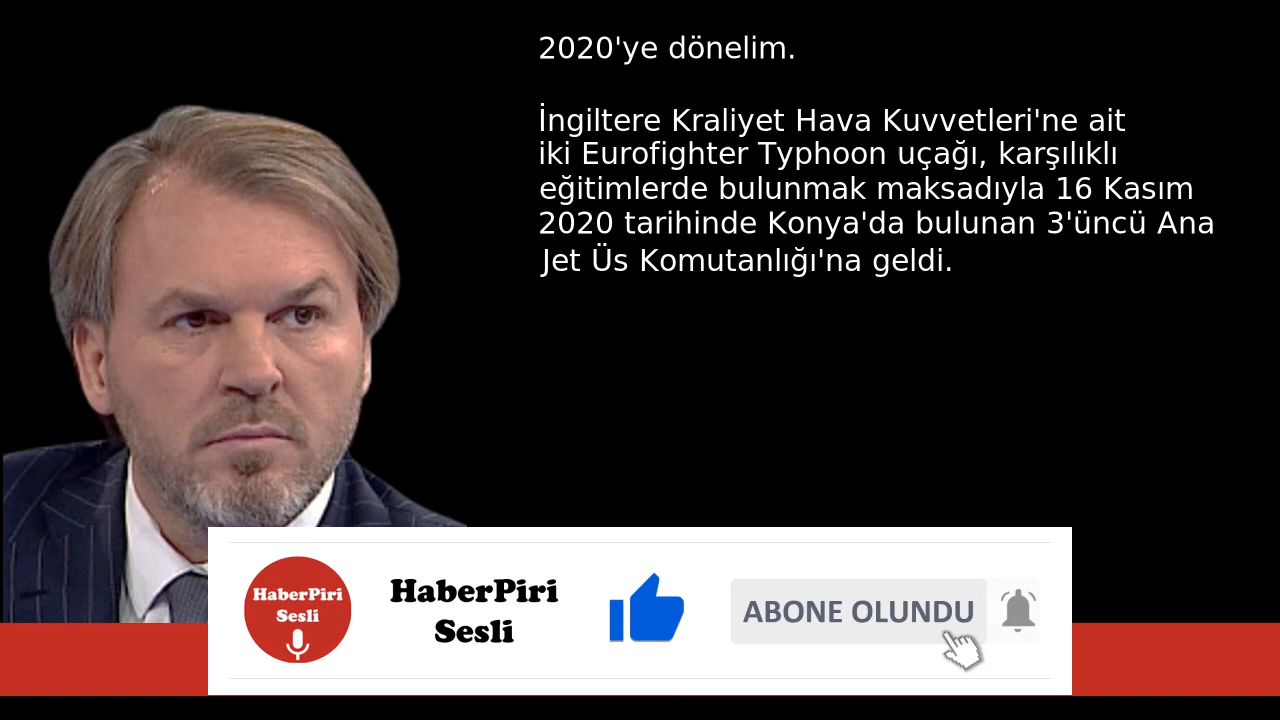 2020'ye dönelim.
İngiltere Kraliyet Hava Kuvvetleri'ne ait
iki Eurofighter Typhoon uçağı, karşılıklı
eğitimlerde bulunmak maksadıyla 16 Kasım
2020 tarihinde Konya'da bulunan 3'üncü Ana
Jet Üs Komutanlığı'na geldi.
HaberPiri
Sesli
HaberPiri
Sesli
ABONE OLUNDU